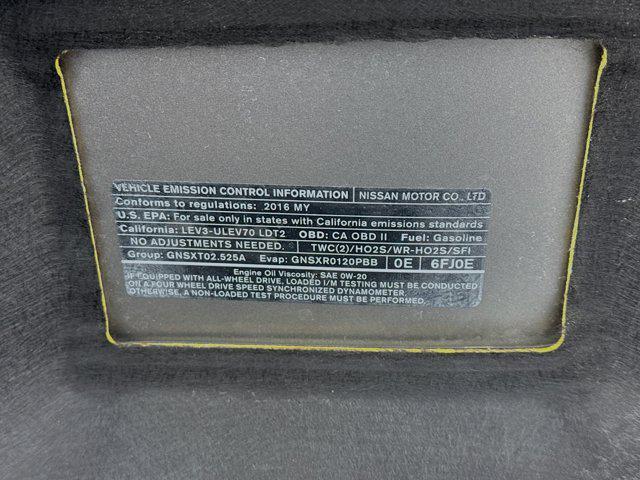 VEHICLE EMISSION CONTROL INFORMATION NISSAN MOTOR CO., LTD
Conforms to regulations: 2016 MY
U.S. EPA: For sale only in states with California emissions standards
California: LEV3-ULEV70 LDT2 OBD: CA OBD II Fuel: Gasoline
NO ADJUSTMENTS NEEDED. TWC(2)/HO2S/WR-HO2S/SFI
Group: GNSXT02.525A Evap: GNSXR0120PBB 0E 6FJ0E
Engine Oil Viscosity: SAE 0W-20
IF EQUIPPED WITH ALL-WHEEL DRIVE, LOADED I/M TESTING MUST BE CONDUCTED
ON A FOUR WHEEL DRIVE SPEED SYNCHRONIZED DYNAMOMETER.
OTHERWISE, A NON-LOADED TEST PROCEDURE MUST BE PERFORMED.